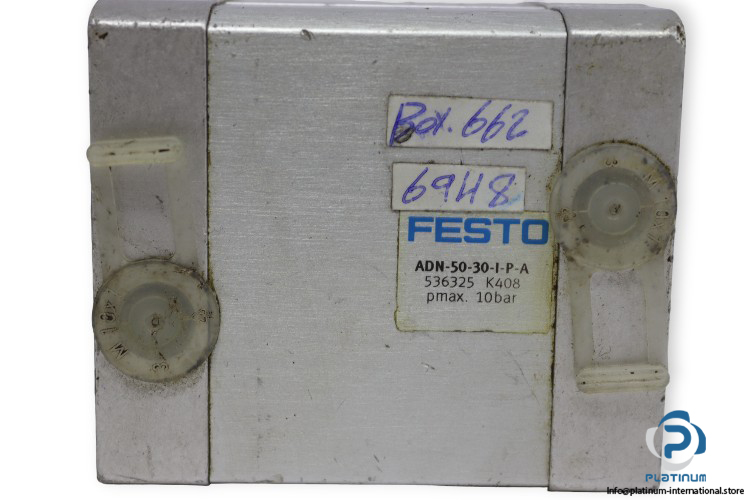 Box.662
69H8
FESTO
ADN-50-30-I-P-A
536325 K408
pmax. 10bar
PLATINUM
info@platinum-international.store